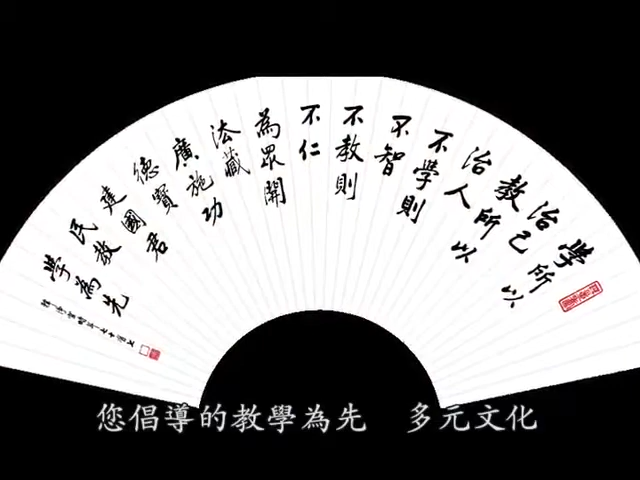 學所以
治己
教所以
治人
不學則
不智
不教則
不仁
為眾開
法藏
廣施功
德寶
建國君
民教
學為先
您倡導的教學為先　多元文化